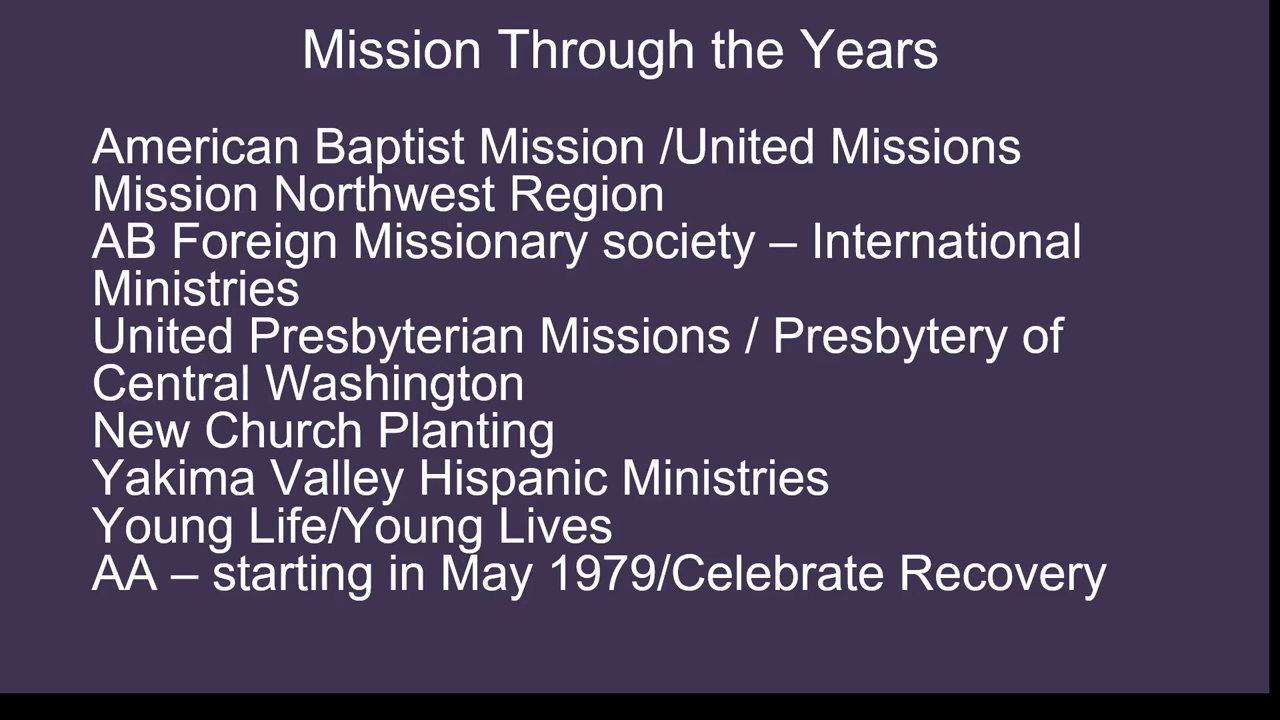 Mission Through the Years
American Baptist Mission /United Missions
Mission Northwest Region
AB Foreign Missionary society – International
Ministries
United Presbyterian Missions / Presbytery of
Central Washington
New Church Planting
Yakima Valley Hispanic Ministries
Young Life/Young Lives
AA – starting in May 1979/Celebrate Recovery